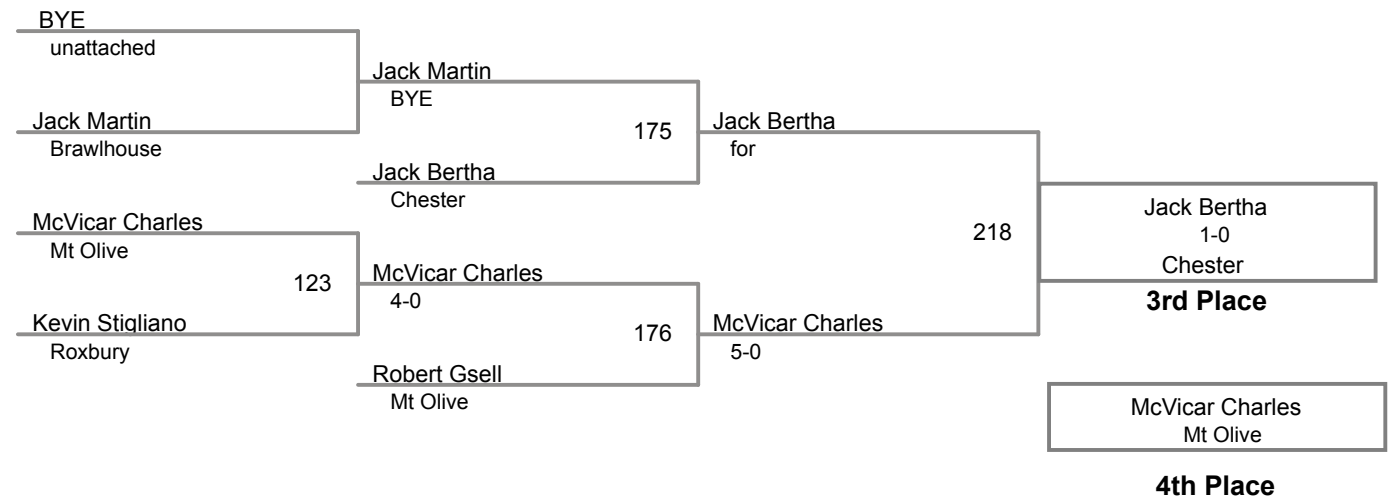 BYE
unattached
Jack Martin
BYE
Jack Martin
Brawlhouse
175
Jack Bertha
for
Jack Bertha
Chester
McVicar Charles
Mt Olive
123
McVicar Charles
4-0
Kevin Stigliano
Roxbury
176
McVicar Charles
5-0
Robert Gsell
Mt Olive
218
Jack Bertha
1-0
Chester
3rd Place
McVicar Charles
Mt Olive
4th Place